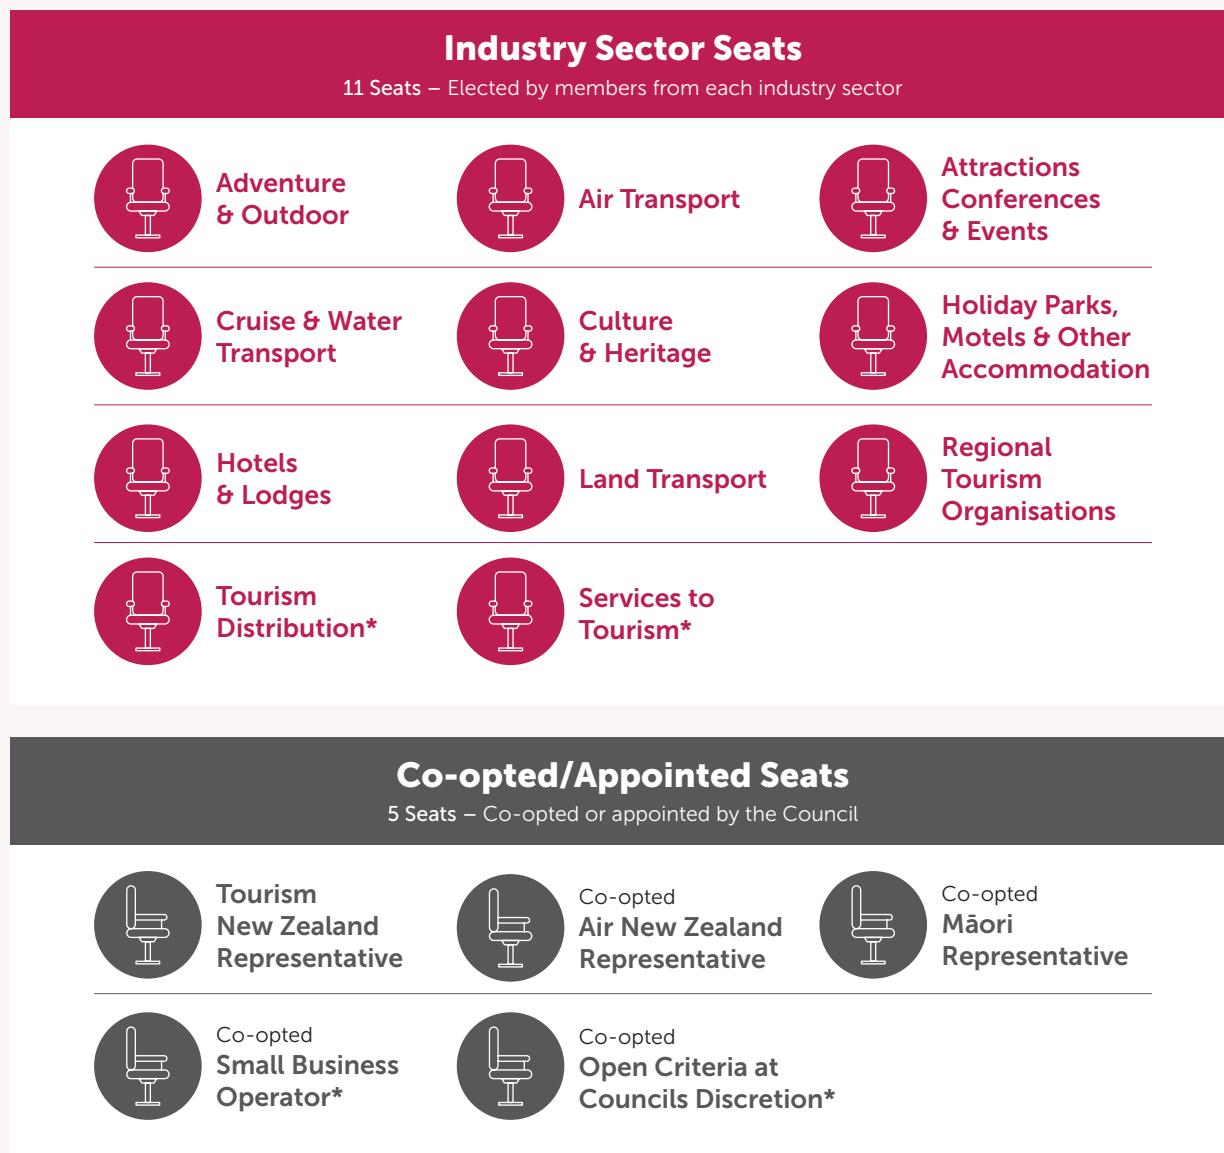 Industry Sector Seats
11 Seats – Elected by members from each industry sector
Adventure
& Outdoor
Air Transport
Attractions
Conferences
& Events
Cruise & Water
Transport
Culture
& Heritage
Holiday Parks,
Motels & Other
Accommodation
Hotels
& Lodges
Land Transport
Regional
Tourism
Organisations
Tourism
Distribution*
Services to
Tourism*
Co-opted/Appointed Seats
5 Seats – Co-opted or appointed by the Council
Tourism
New Zealand
Representative
Co-opted
Air New Zealand
Representative
Co-opted
Māori
Representative
Co-opted
Small Business
Operator*
Co-opted
Open Criteria at
Councils Discretion*